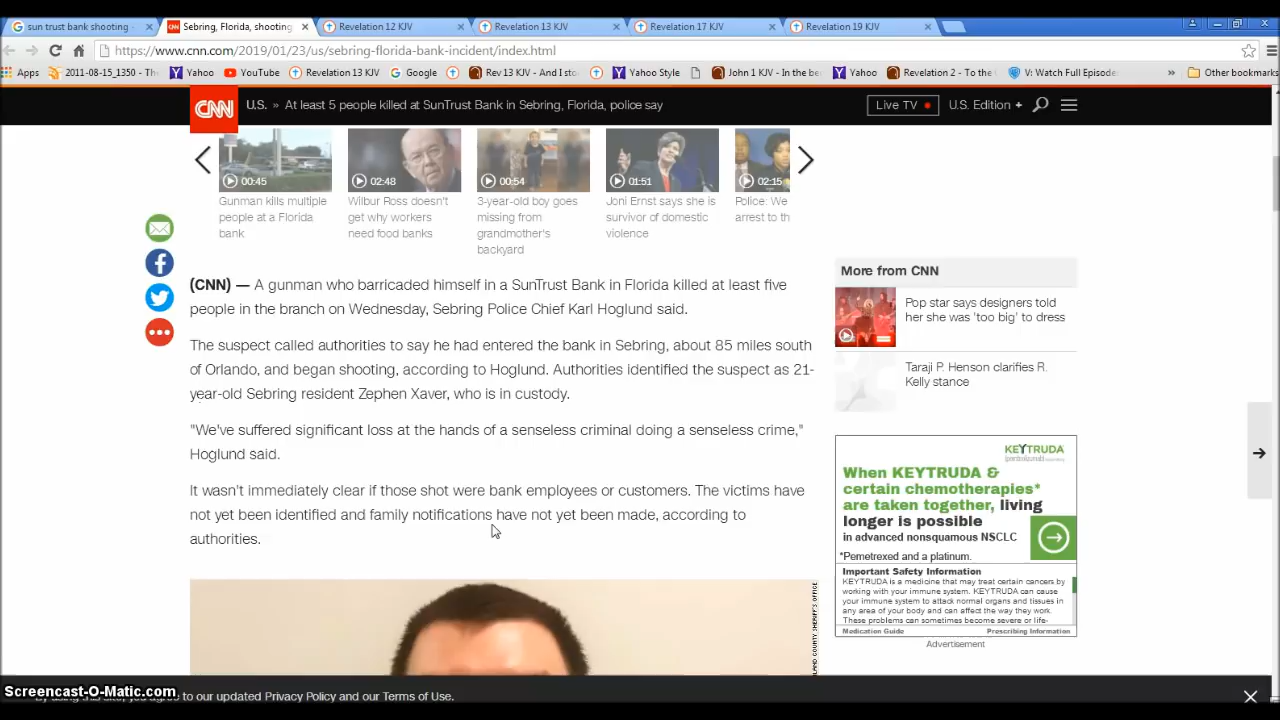 sun trust bank shooting -
Sebring, Florida, shooting
Revelation 12 KJV
Revelation 13 KJV
Revelation 17 KJV
Revelation 19 KJV
https://www.cnn.com/2019/01/23/us/sebring-florida-bank-incident/index.html
Apps
2011-08-15_1350 - The
Yahoo
YouTube
Revelation 13 KJV
Google
Rev 13 KJV - And I sto
Yahoo Style
John 1 KJV - In the be
Yahoo
Revelation 2 - To the
V: Watch Full Episode
»
Other bookmarks
CNN
U.S. » At least 5 people killed at SunTrust Bank in Sebring, Florida, police say
Live TV
U.S. Edition +
00:45
02:48
00:54
01:51
02:15
Gunman kills multiple
people at a Florida
bank
Wilbur Ross doesn't
get why workers
need food banks
3-year-old boy goes
missing from
grandmother's
backyard
Joni Ernst says she is
survivor of domestic
violence
Police: We
arrest to th
(CNN) — A gunman who barricaded himself in a SunTrust Bank in Florida killed at least five
people in the branch on Wednesday, Sebring Police Chief Karl Hoglund said.
The suspect called authorities to say he had entered the bank in Sebring, about 85 miles south
of Orlando, and began shooting, according to Hoglund. Authorities identified the suspect as 21-
year-old Sebring resident Zephen Xaver, who is in custody.
"We've suffered significant loss at the hands of a senseless criminal doing a senseless crime,"
Hoglund said.
It wasn't immediately clear if those shot were bank employees or customers. The victims have
not yet been identified and family notifications have not yet been made, according to
authorities.
More from CNN
Pop star says designers told
her she was 'too big' to dress
Taraji P. Henson clarifies R.
Kelly stance
KEYTRUDA
When KEYTRUDA &
certain chemotherapies*
are taken together, living
longer is possible
in advanced nonsquamous NSCLC
*Pemetrexed and a platinum.
Important Safety Information
KEYTRUDA is a medicine that may treat certain cancers by
working with your immune system. KEYTRUDA can cause
your immune system to attack normal organs and tissues in
any area of your body and can affect the way they work.
These problems can sometimes become severe or life-
Medication Guide
Prescribing Information
Advertisement
LAND COUNTY SHERIFF'S OFFICE
Screencast-O-Matic.com
By using this site, you agree to our updated Privacy Policy and our Terms of Use.